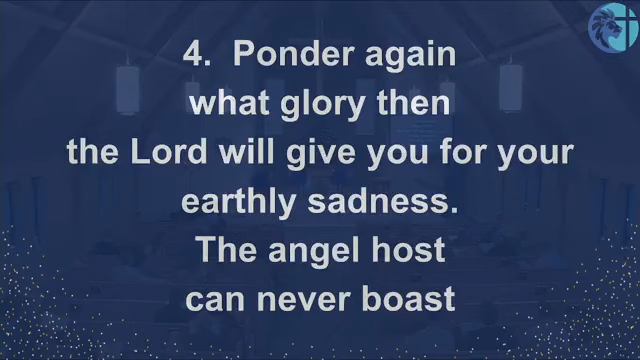 4. Ponder again
what glory then
the Lord will give you for your
earthly sadness.
The angel host
can never boast